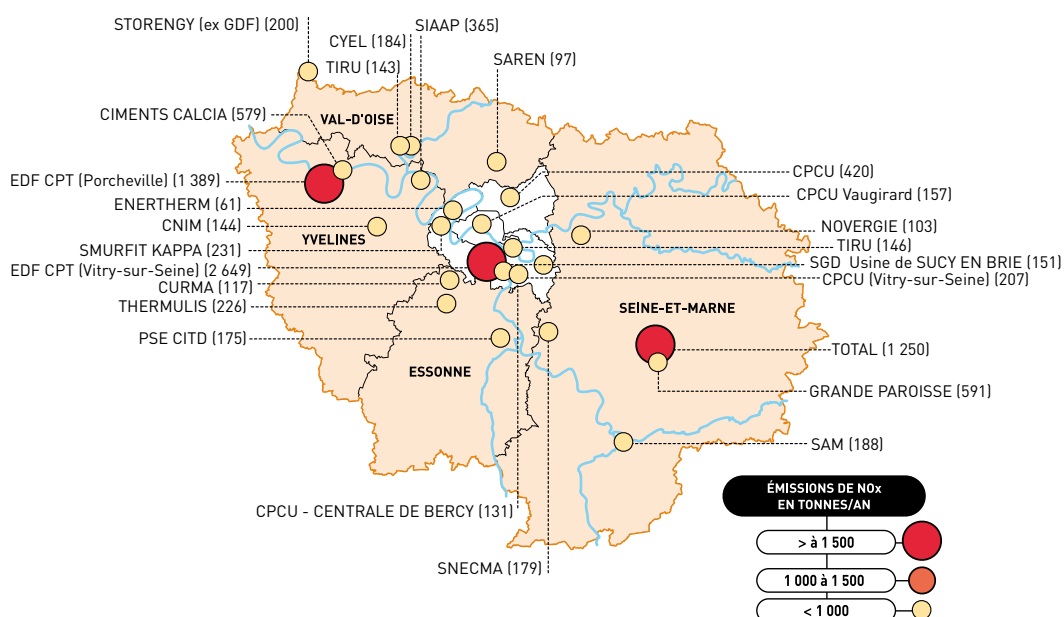 STORENGY (ex GDF) (200)
SIAAP (365)
CYEL (184)
TIRU (143)
SAREN (97)
CIMENTS CALCIA (579)
VAL-D'OISE
EDF CPT (Porcheville) (1 389)
CPCU (420)
CPCU Vaugirard (157)
ENERTHERM (61)
CNIM (144)
YVELINES
NOVERGIE (103)
SMURFIT KAPPA (231)
TIRU (146)
EDF CPT (Vitry-sur-Seine) (2 649)
SGD Usine de SUCY EN BRIE (151)
CURMA (117)
CPCU (Vitry-sur-Seine) (207)
THERMULIS (226)
SEINE-ET-MARNE
PSE CITD (175)
TOTAL (1 250)
ESSONNE
GRANDE PAROISSE (591)
SAM (188)
CPCU - CENTRALE DE BERCY (131)
SNECMA (179)
ÉMISSIONS DE NOx
EN TONNES/AN
> à 1 500
1 000 à 1 500
< 1 000